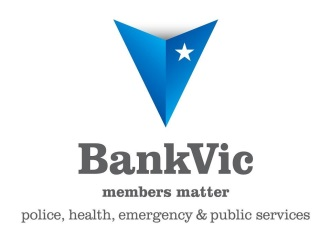 BankVic
members matter
police, health, emergency & public services